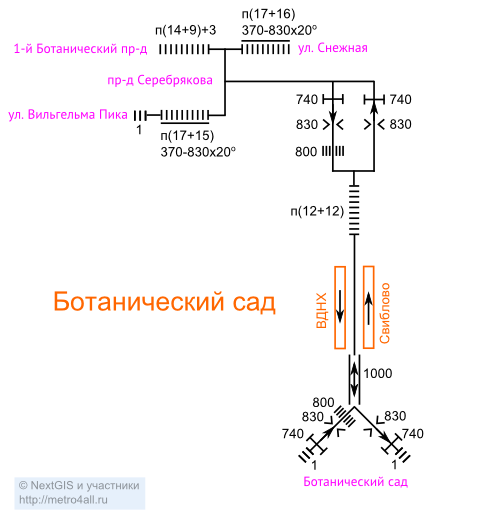 п(14+9)+3
п(17+16)
1-й Ботанический пр-д
370-830x20°
ул. Снежная
пр-д Серебрякова
740
740
ул. Вильгельма Пика
1
830
830
п(17+15)
370-830x20°
800
п(12+12)
ВДНХ
Свиблово
Ботанический сад
1000
800
830
830
740
740
1
1
Ботанический сад
© NextGIS и участники
http://metro4all.ru